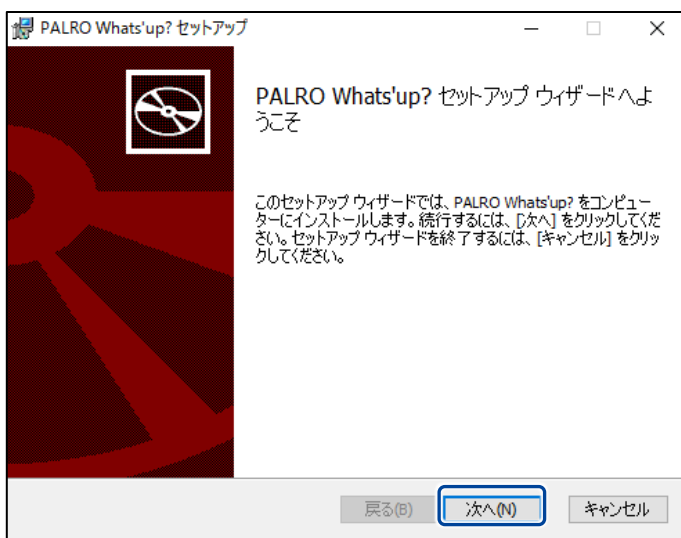 PALRO Whats'up? セットアップ
PALRO Whats'up? セットアップ ウィザードへよ
うこそ
このセットアップ ウィザードでは、PALRO Whats'up? をコンピュー
ターにインストールします。続行するには、[次へ] をクリックしてくだ
さい。セットアップ ウィザードを終了するには、[キャンセル] をクリッ
クしてください。
戻る(B) 次へ(N) キャンセル